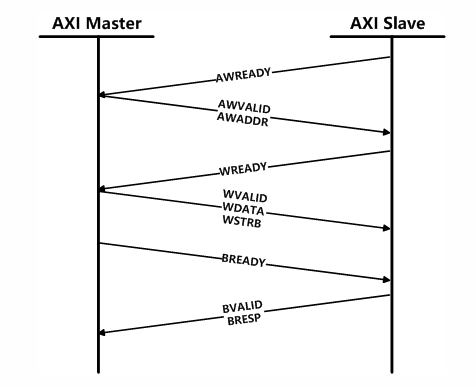 AXI Master
AXI Slave
AWREADY
AWVALID
AWADDR
WREADY
WVALID
WDATA
WSTRB
BREADY
BVALID
BRESP